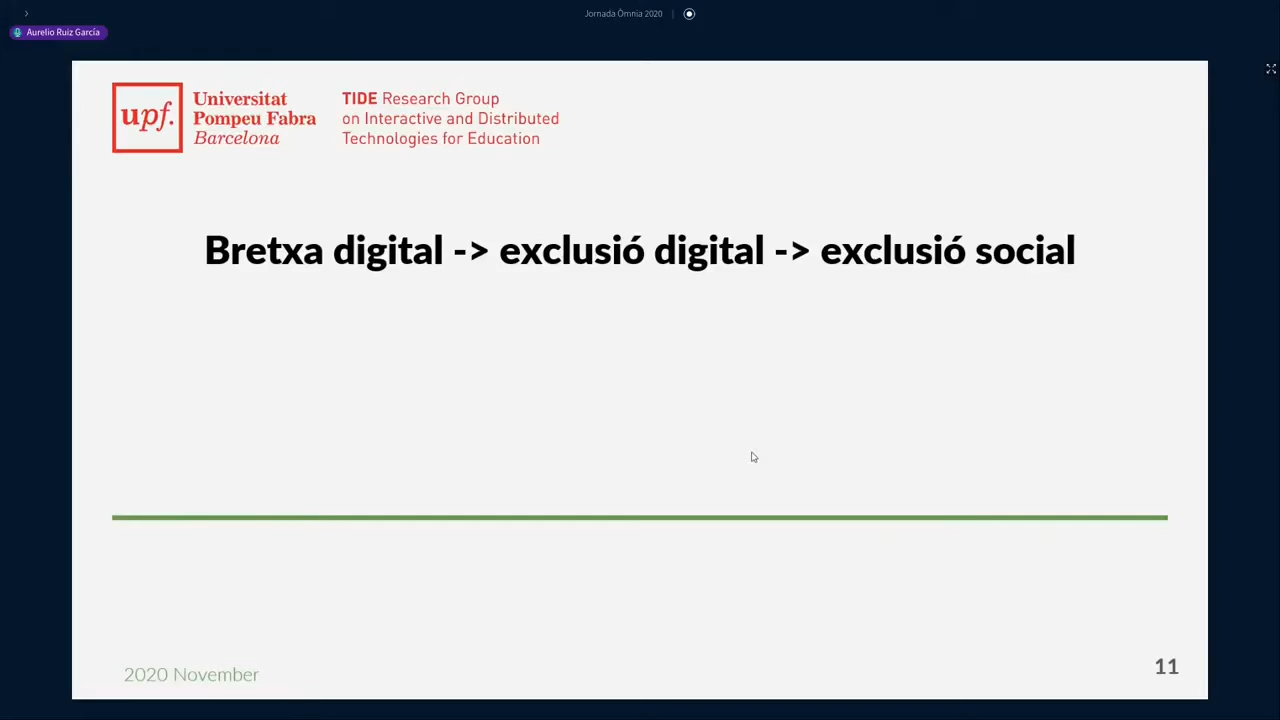 Jornada Òmnia 2020
Aurelio Ruiz García
upf.
Universitat
Pompeu Fabra
Barcelona
TIDE Research Group
on Interactive and Distributed
Technologies for Education
Bretxa digital -> exclusió digital -> exclusió social
2020 November
11